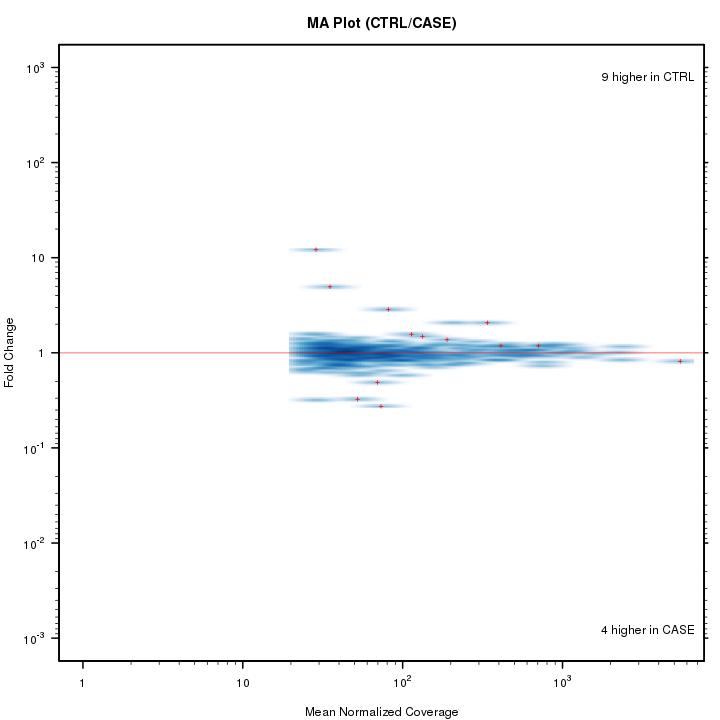 MA Plot (CTRL/CASE)
9 higher in CTRL
10³
10²
10
1
10⁻¹
10⁻²
10⁻³
Fold Change
4 higher in CASE
1 10 10² 10³
Mean Normalized Coverage